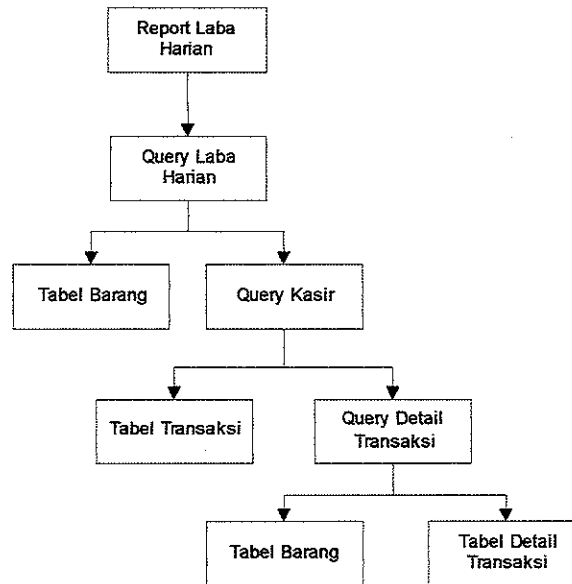 Report Laba
Harian
Query Laba
Harian
Tabel Barang
Query Kasir
Tabel Transaksi
Query Detail
Transaksi
Tabel Barang
Tabel Detail
Transaksi